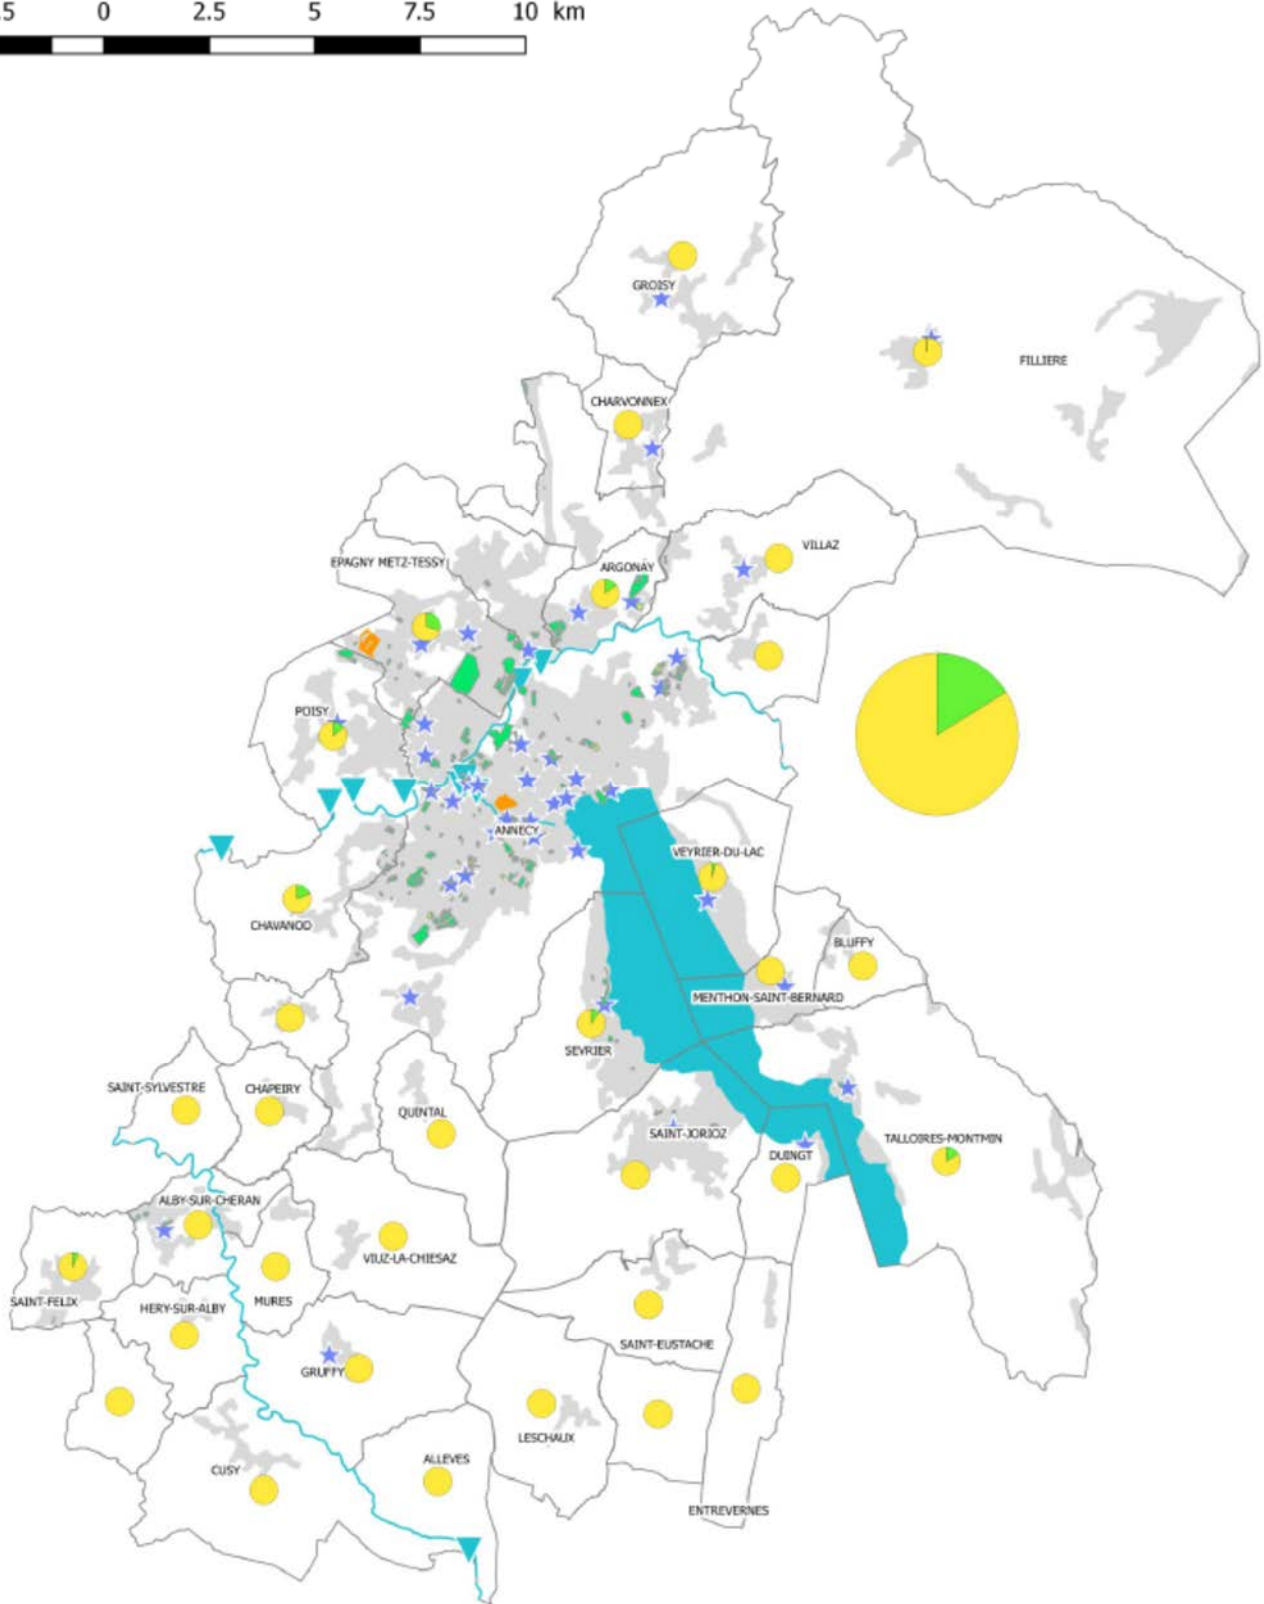 .5 0 2.5 5 7.5 10 km
GROISY
FILLIERE
CHARVONNEX
VILLAZ
EPAGNY METZ-TESSY
ARGONAY
POISY
ANNECY
VEYRIER-DU-LAC
CHAVANOD
BLUFFY
MENTHON-SAINT-BERNARD
SEVRIER
SAINT-SYLVESTRE
CHAPEIRY
QUINTAL
SAINT-JORIOZ
TALLOIRES-MONTMIN
DUINGT
ALBY-SUR-CHERAN
VIUZ-LA-CHIESAZ
SAINT-FELIX
MURES
HERY-SUR-ALBY
SAINT-EUSTACHE
GRUFFY
LESCHAUX
ALLEVES
CUSY
ENTREVERNES